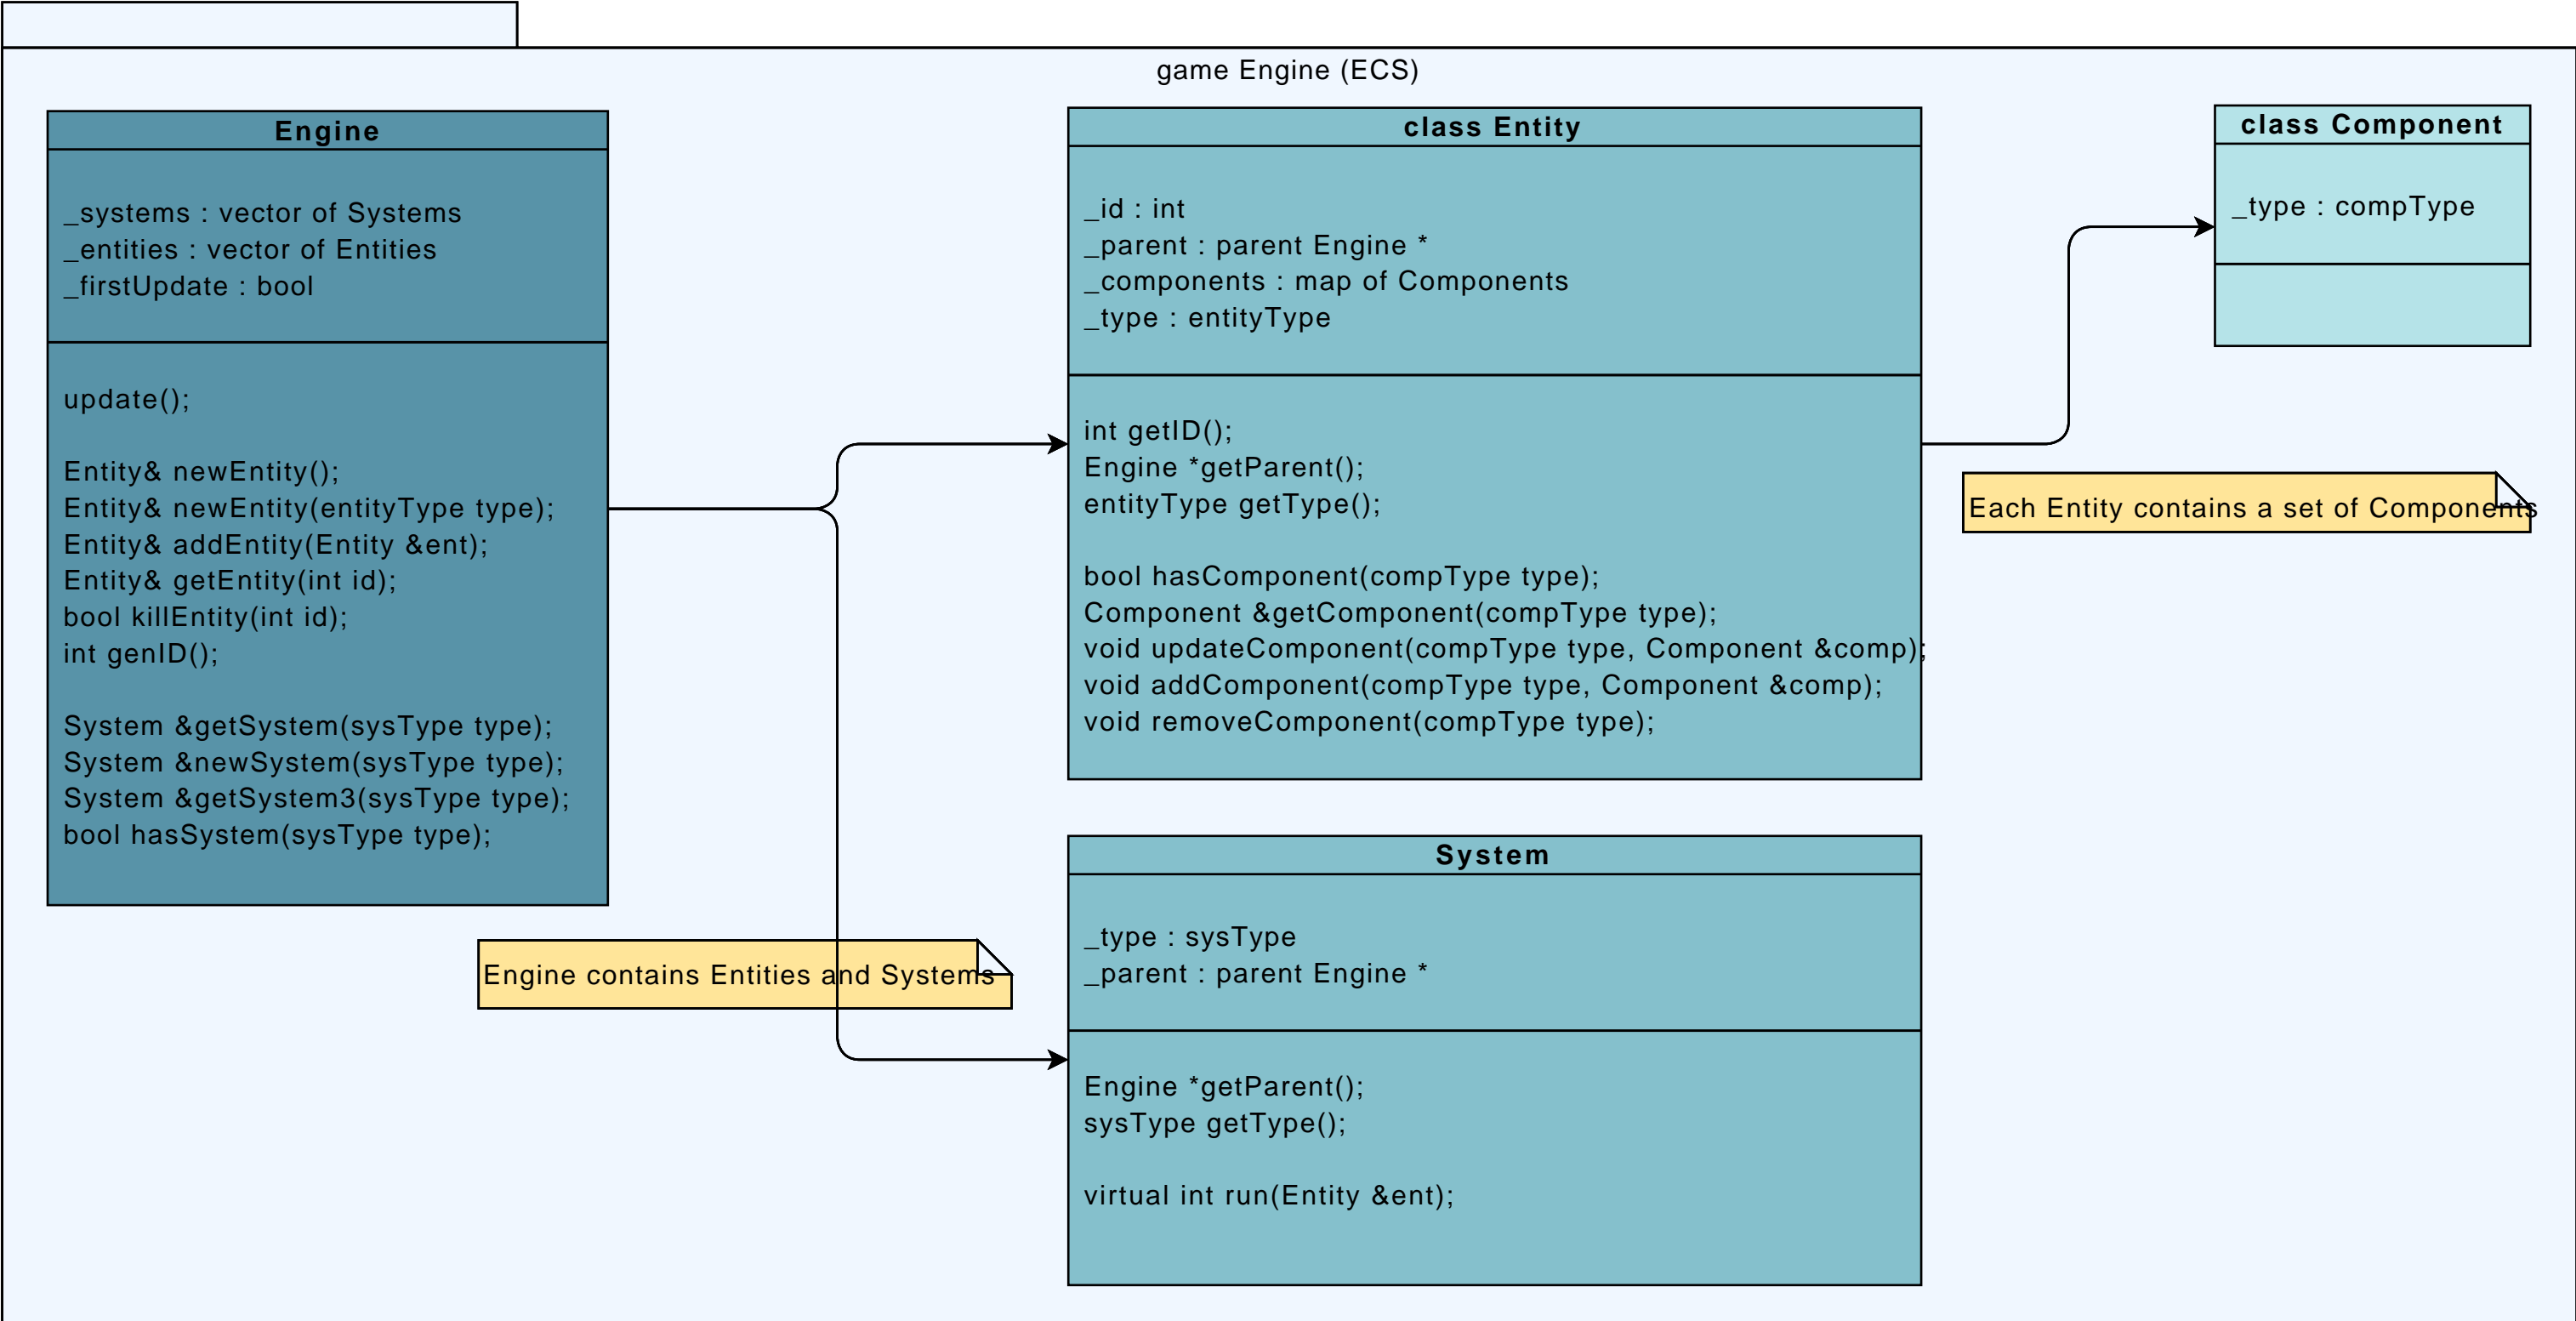 game Engine (ECS)
Engine
_systems : vector of Systems
_entities : vector of Entities
_firstUpdate : bool
update();
Entity& newEntity();
Entity& newEntity(entityType type);
Entity& addEntity(Entity &ent);
Entity& getEntity(int id);
bool killEntity(int id);
int genID();
System &getSystem(sysType type);
System &newSystem(sysType type);
System &getSystem3(sysType type);
bool hasSystem(sysType type);
Engine contains Entities and Systems
class Entity
_id : int
_parent : parent Engine *
_components : map of Components
_type : entityType
int getID();
Engine *getParent();
entityType getType();
bool hasComponent(compType type);
Component &getComponent(compType type);
void updateComponent(compType type, Component &comp);
void addComponent(compType type, Component &comp);
void removeComponent(compType type);
System
_type : sysType
_parent : parent Engine *
Engine *getParent();
sysType getType();
virtual int run(Entity &ent);
class Component
_type : compType
Each Entity contains a set of Components